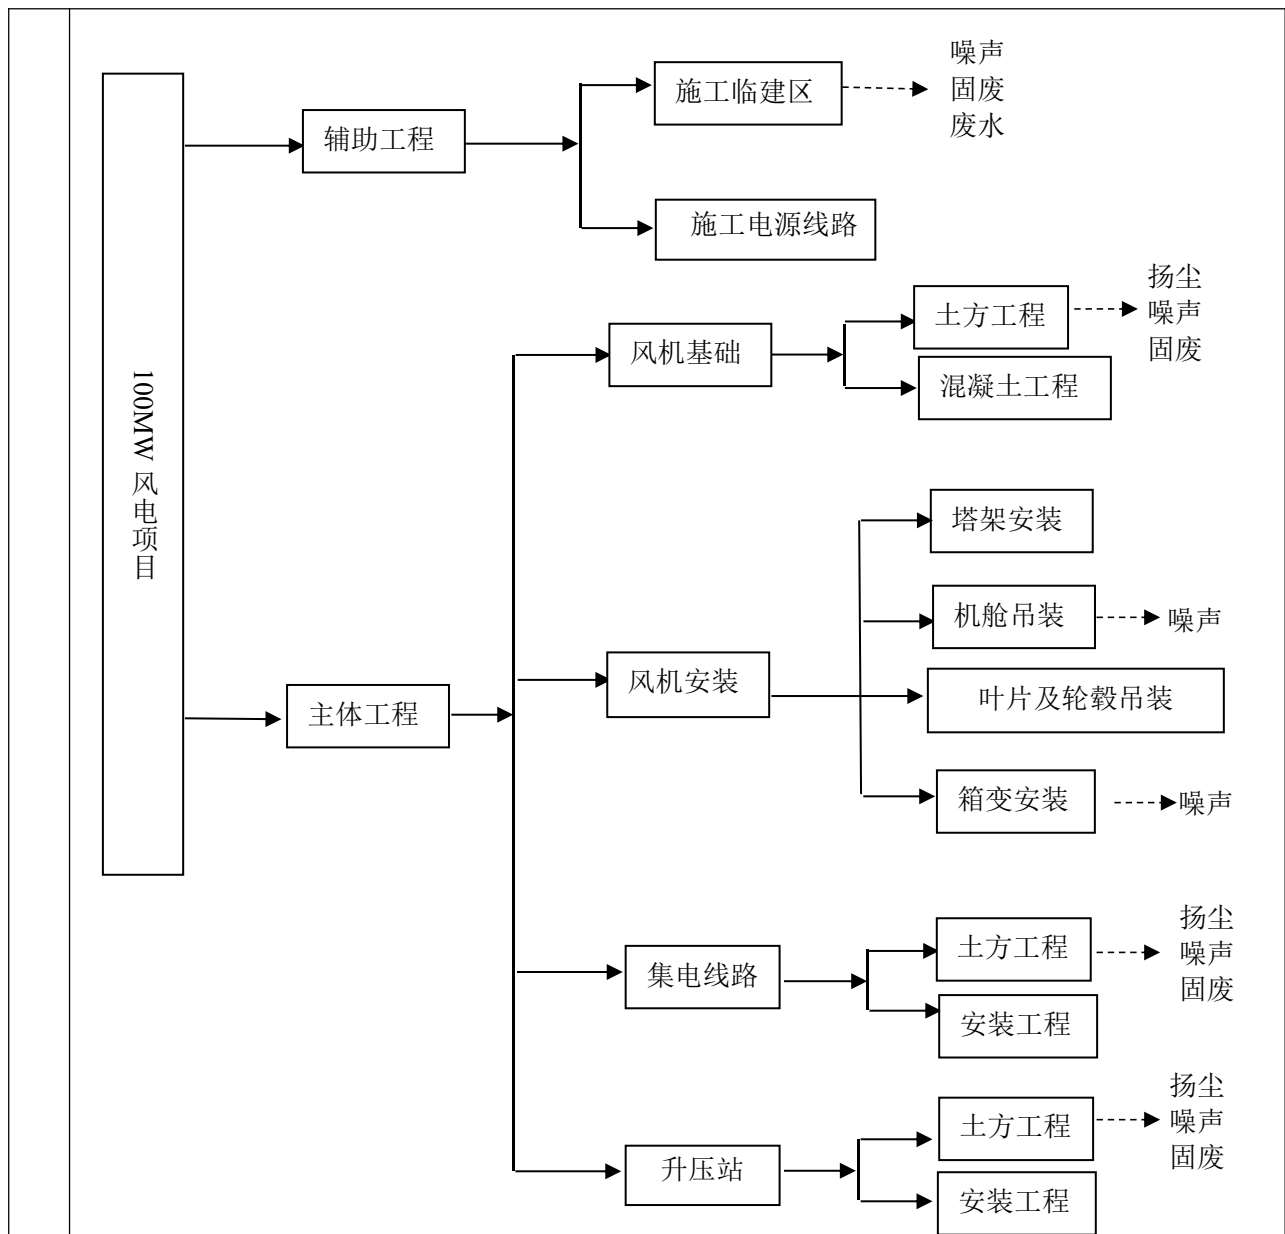 100MW 风电项目
辅助工程
施工临建区
噪声
固废
废水
施工电源线路
主体工程
风机基础
土方工程
扬尘
噪声
固废
混凝土工程
风机安装
塔架安装
机舱吊装
噪声
叶片及轮毂吊装
箱变安装
噪声
集电线路
土方工程
扬尘
噪声
固废
安装工程
升压站
土方工程
扬尘
噪声
固废
安装工程